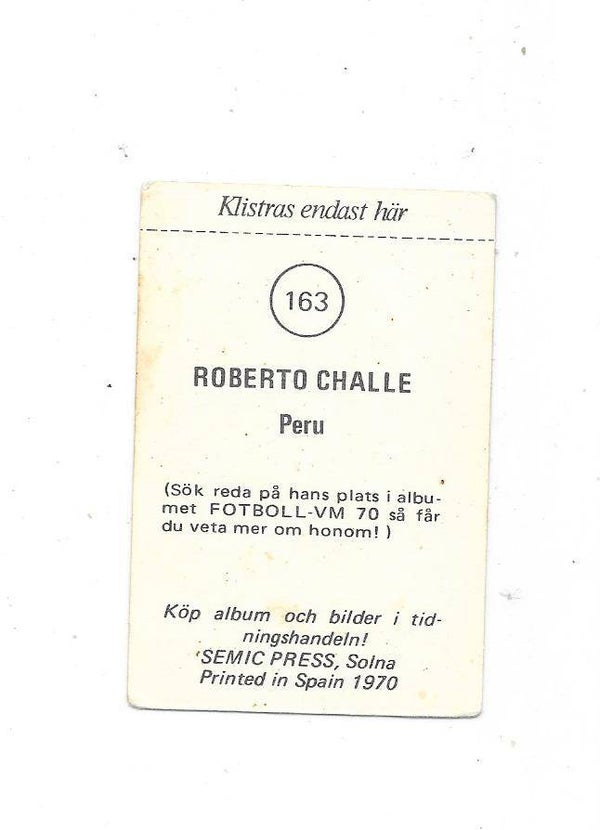 Klistras endast här
163
ROBERTO CHALLE
Peru
(Sök reda på hans plats i albu-
met FOTBOLL-VM 70 så får
du veta mer om honom! )
Köp album och bilder i tid-
ningshandeln!
SEMIC PRESS, Solna
Printed in Spain 1970